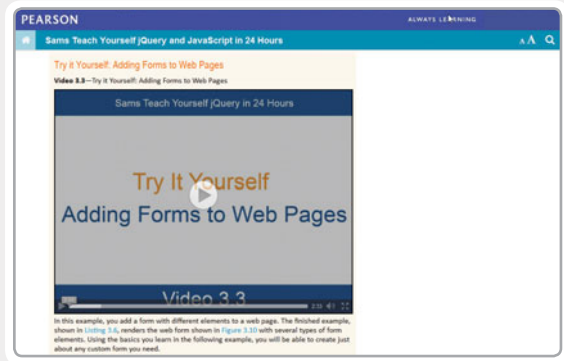 PEARSON
ALWAYS LEARNING
Sams Teach Yourself jQuery and JavaScript in 24 Hours
AA
Try it Yourself: Adding Forms to Web Pages
Video 3.3—Try it Yourself: Adding Forms to Web Pages
Sams Teach Yourself jQuery in 24 Hours
Try It Yourself
Adding Forms to Web Pages
Video 3.3
In this example, you add a form with different elements to a web page. The finished example,
shown in Listing 3.6, renders the web form shown in Figure 3.10 with several types of form
elements. Using the basics you learn in the following example, you will be able to create just
about any custom form you need.